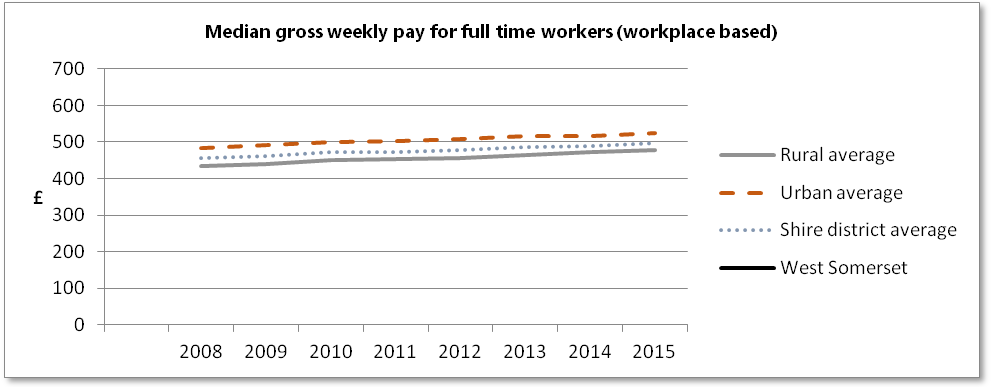 Median gross weekly pay for full time workers (workplace based)
700
600
500
400
300
200
100
0
£
2008 2009 2010 2011 2012 2013 2014 2015
Rural average
Urban average
Shire district average
West Somerset